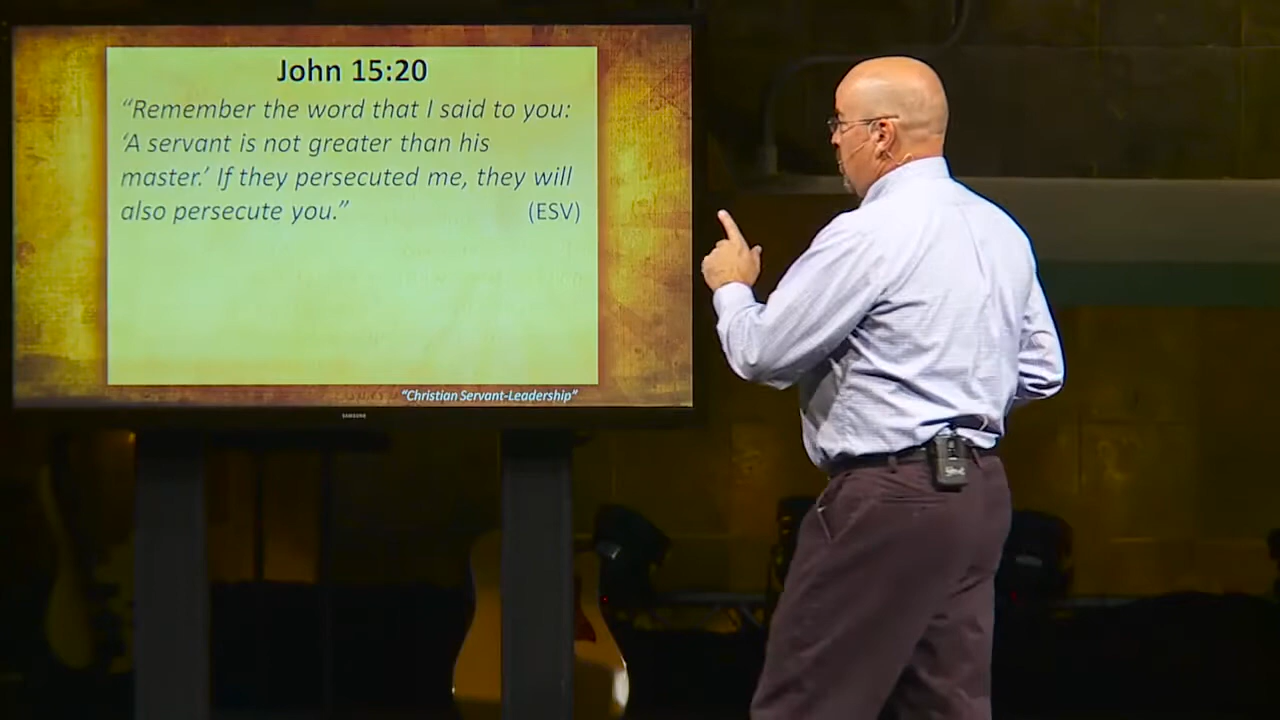 John 15:20
“Remember the word that I said to you:
‘A servant is not greater than his
master.’ If they persecuted me, they will
also persecute you.” (ESV)
“Christian Servant-Leadership”
SAMSUNG